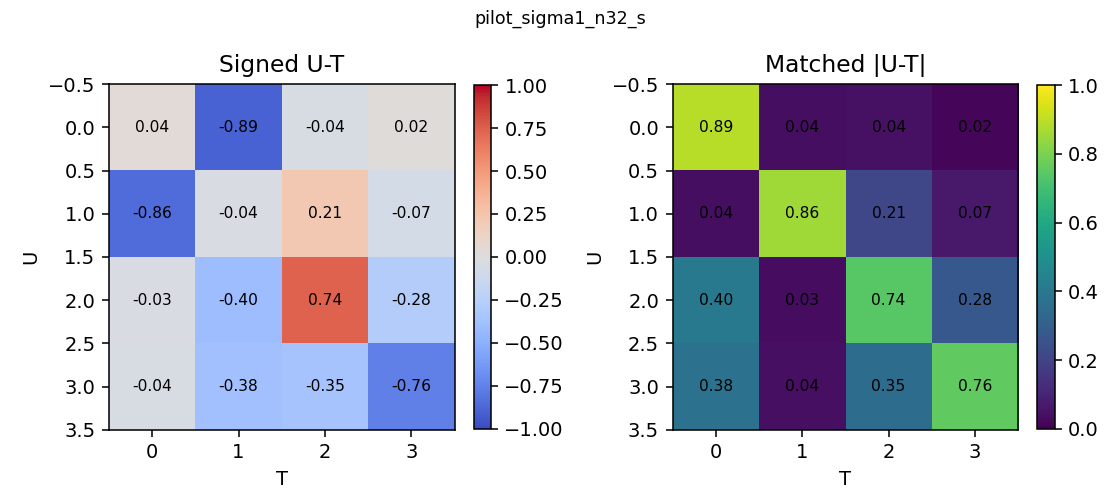 pilot_sigma1_n32_s
Signed U-T
Matched |U-T|
−0.5
0.0
0.5
1.0
1.5
2.0
2.5
3.0
3.5
U
0.04 -0.89 -0.04 0.02
-0.86 -0.04 0.21 -0.07
-0.03 -0.40 0.74 -0.28
-0.04 -0.38 -0.35 -0.76
0 1 2 3
T
1.00
0.75
0.50
0.25
0.00
−0.25
−0.50
−0.75
−1.00
−0.5
0.0
0.5
1.0
1.5
2.0
2.5
3.0
3.5
U
0.89 0.04 0.04 0.02
0.04 0.86 0.21 0.07
0.40 0.03 0.74 0.28
0.38 0.04 0.35 0.76
0 1 2 3
T
1.0
0.8
0.6
0.4
0.2
0.0